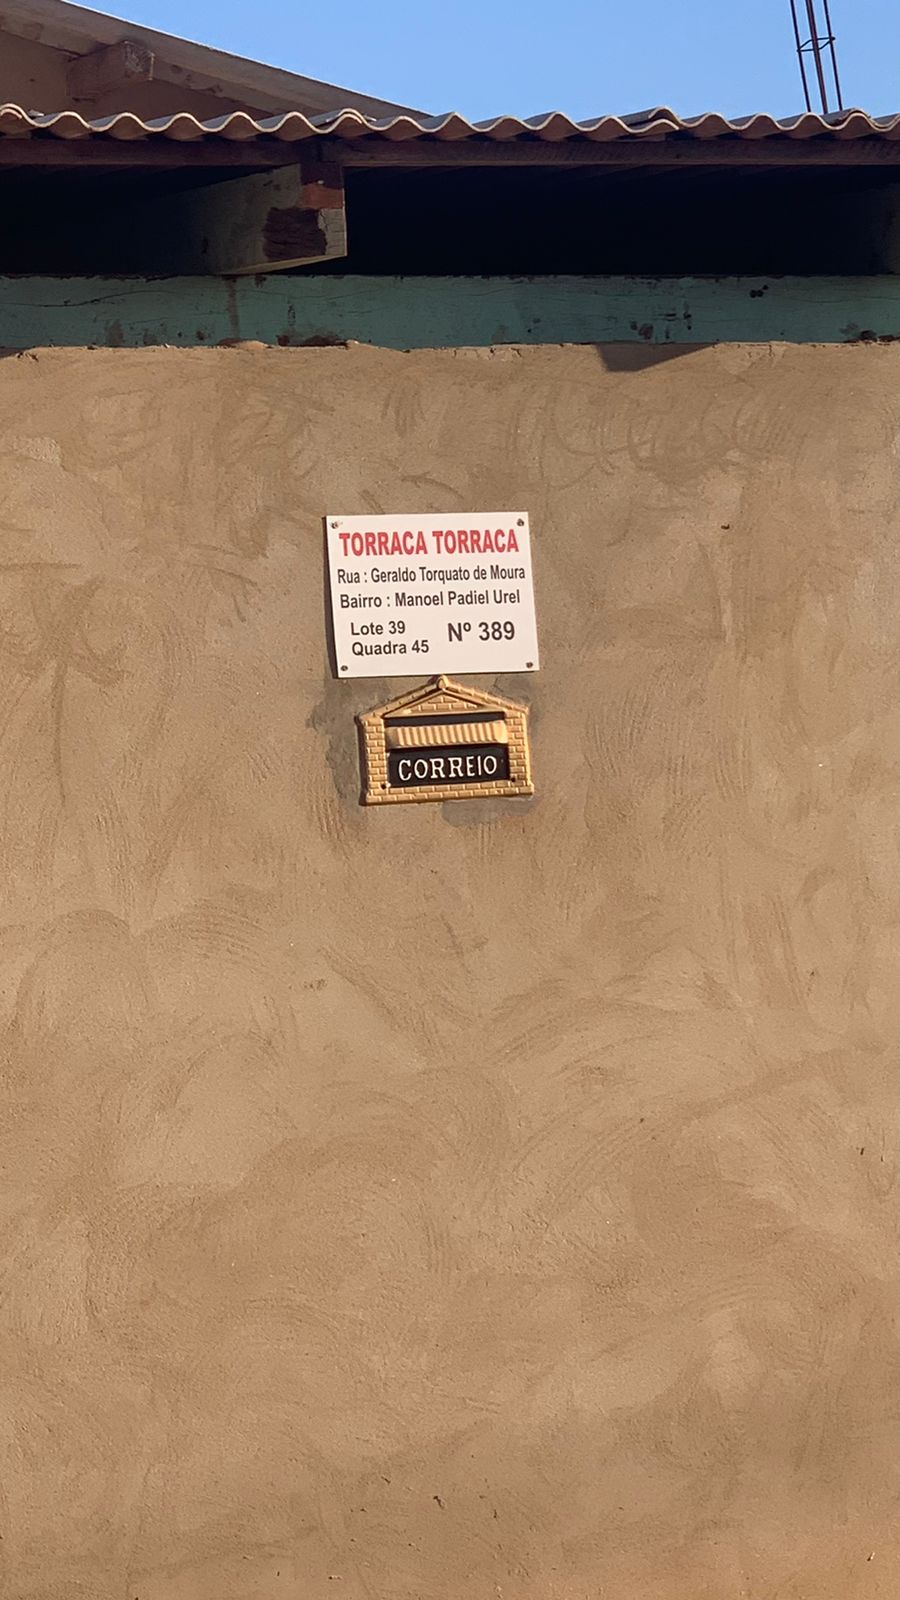 TORRACA TORRACA
Rua : Geraldo Torquato de Moura
Bairro : Manoel Padiel Urel
Lote 39
Quadra 45
Nº 389
CORREIO